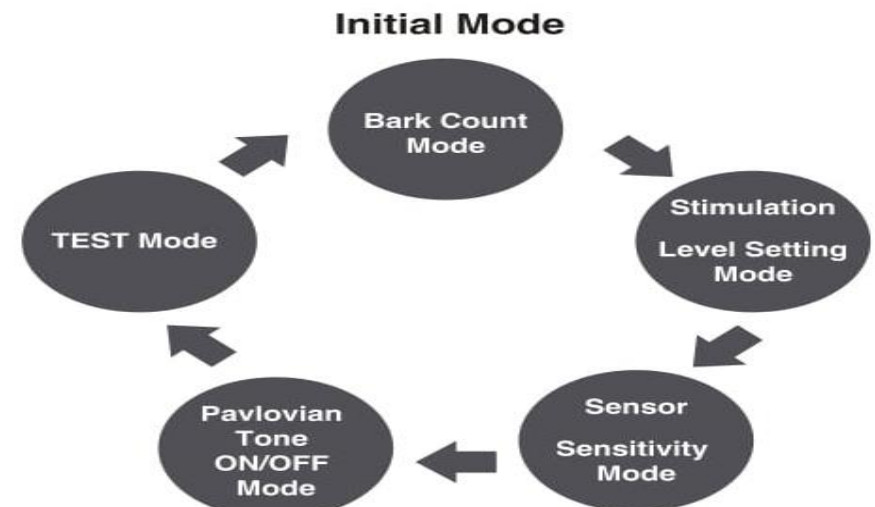 Initial Mode
Bark Count
Mode
Stimulation
Level Setting
Mode
Sensor
Sensitivity
Mode
Pavlovian
Tone
ON/OFF
Mode
TEST Mode